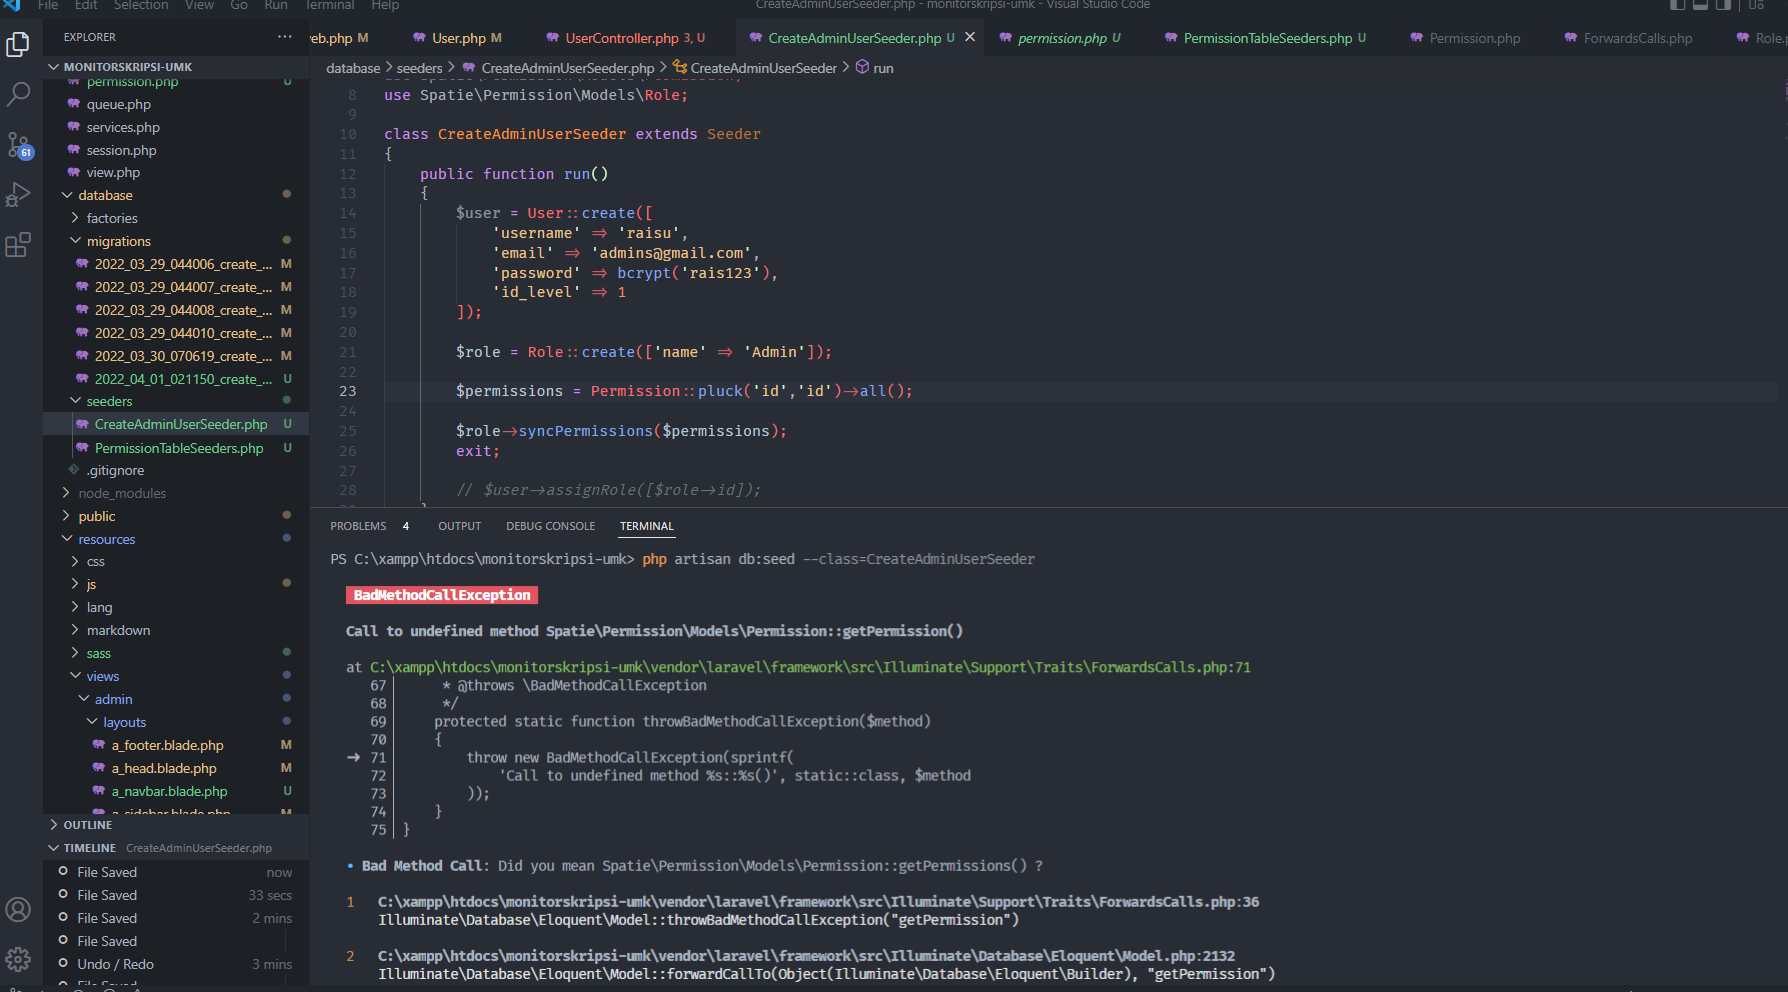 File Edit Selection View Go Run Terminal Help
CreateAdminUserSeeder.php - monitorskripsi-umk - Visual Studio Code
EXPLORER ···
MONITORSKRIPSI-UMK
permission.php U
queue.php
services.php
session.php
view.php
database
factories
migrations
2022_03_29_044006_create_... M
2022_03_29_044007_create_... M
2022_03_29_044008_create_... M
2022_03_29_044010_create_... M
2022_03_30_070619_create_... M
2022_04_01_021150_create_... U
seeders
CreateAdminUserSeeder.php U
PermissionTableSeeders.php U
.gitignore
node_modules
public
resources
css
js
lang
markdown
sass
views
admin
layouts
a_footer.blade.php M
a_head.blade.php M
a_navbar.blade.php U
a_sidebar.blade.php M
OUTLINE
TIMELINE CreateAdminUserSeeder.php
File Saved now
File Saved 33 secs
File Saved 2 mins
File Saved
Undo / Redo 3 mins
File Saved
61
eb.php M User.php M UserController.php 3, U CreateAdminUserSeeder.php U × permission.php U PermissionTableSeeders.php U Permission.php ForwardsCalls.php Role.p
database > seeders > CreateAdminUserSeeder.php > CreateAdminUserSeeder > run
use Spatie\Permission\Models\Permission;
8 use Spatie\Permission\Models\Role;
9
10 class CreateAdminUserSeeder extends Seeder
11 {
12 public function run()
13 {
14 $user = User::create([
15 'username' => 'raisu',
16 'email' => 'admins@gmail.com',
17 'password' => bcrypt('rais123'),
18 'id_level' => 1
19 ]);
20
21 $role = Role::create(['name' => 'Admin']);
22
23 $permissions = Permission::pluck('id','id')->all();
24
25 $role->syncPermissions($permissions);
26 exit;
27
28 // $user->assignRole([$role->id]);
PROBLEMS 4 OUTPUT DEBUG CONSOLE TERMINAL
PS C:\xampp\htdocs\monitorskripsi-umk> php artisan db:seed --class=CreateAdminUserSeeder
BadMethodCallException
Call to undefined method Spatie\Permission\Models\Permission::getPermission()
at C:\xampp\htdocs\monitorskripsi-umk\vendor\laravel\framework\src\Illuminate\Support\Traits\ForwardsCalls.php:71
67 * @throws \BadMethodCallException
68 */
69 protected static function throwBadMethodCallException($method)
70 {
➜ 71 throw new BadMethodCallException(sprintf(
72 'Call to undefined method %s::%s()', static::class, $method
73 ));
74 }
75 }
• Bad Method Call: Did you mean Spatie\Permission\Models\Permission::getPermissions() ?
1 C:\xampp\htdocs\monitorskripsi-umk\vendor\laravel\framework\src\Illuminate\Support\Traits\ForwardsCalls.php:36
Illuminate\Database\Eloquent\Model::throwBadMethodCallException("getPermission")
2 C:\xampp\htdocs\monitorskripsi-umk\vendor\laravel\framework\src\Illuminate\Database\Eloquent\Model.php:2132
Illuminate\Database\Eloquent\Model::forwardCallTo(Object(Illuminate\Database\Eloquent\Builder), "getPermission")